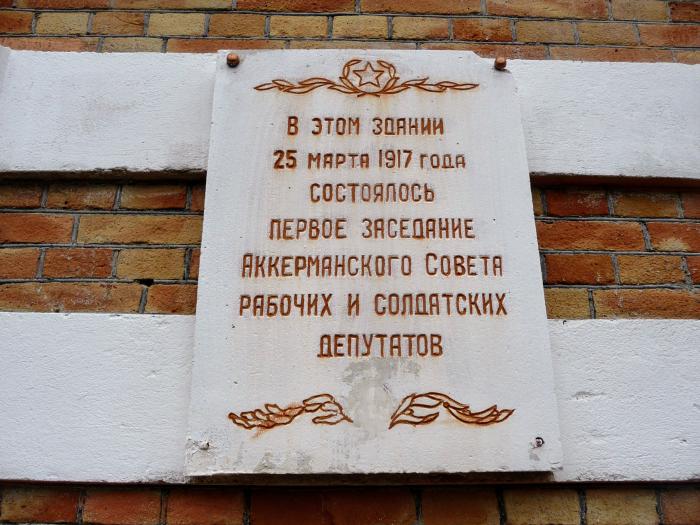 В ЭТОМ ЗДАНИИ
25 МАРТА 1917 ГОДА
СОСТОЯЛОСЬ
ПЕРВОЕ ЗАСЕДАНИЕ
АККЕРМАНСКОГО СОВЕТА
РАБОЧИХ И СОЛДАТСКИХ
ДЕПУТАТОВ